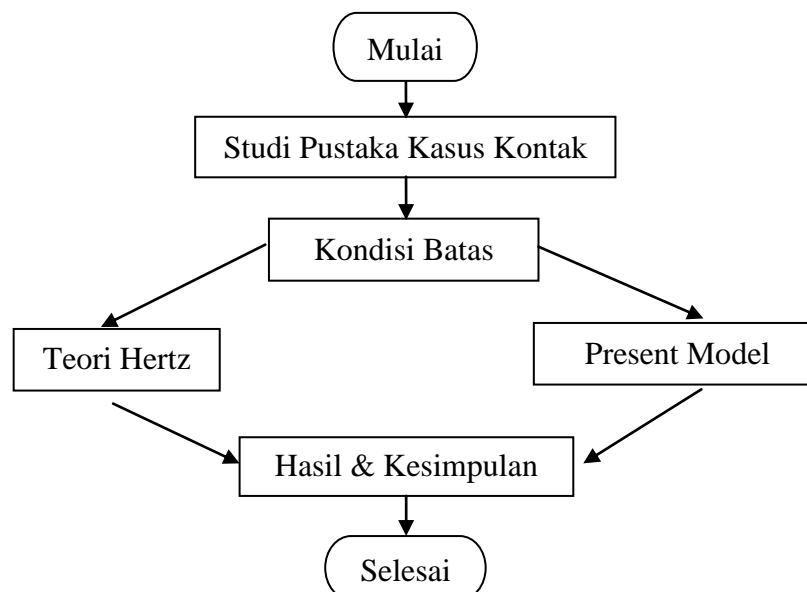 Mulai
Studi Pustaka Kasus Kontak
Kondisi Batas
Teori Hertz
Present Model
Hasil & Kesimpulan
Selesai